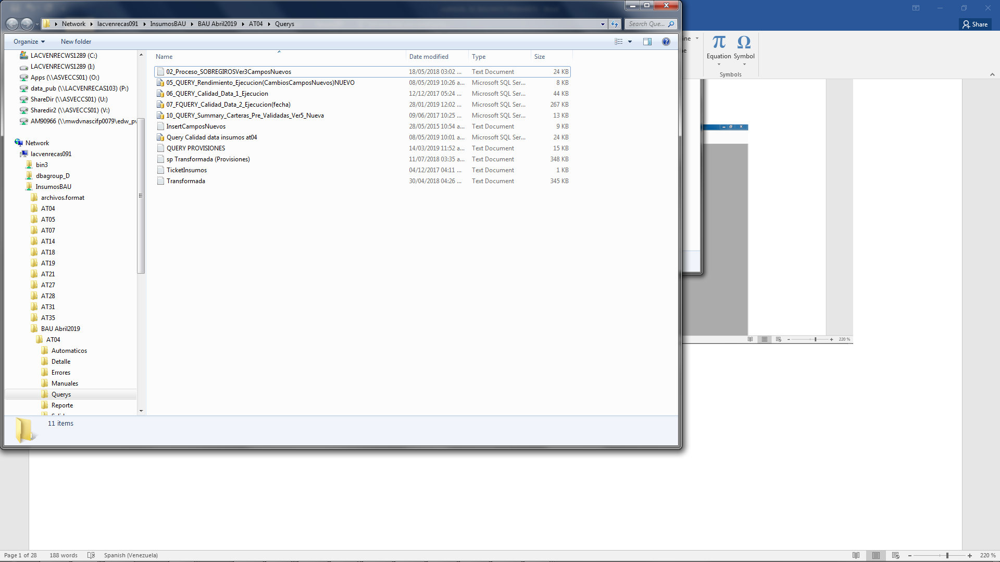 Network ▸ lacvenrecas091 ▸ InsumosBAU ▸ BAU Abril2019 ▸ AT04 ▸ Querys
Search Que...
Share
Organize
New folder
Equation
Symbol
Symbols
LACVENRECWS1289 (C:)
LACVENRECWS1289 (I:)
Apps (\\ASVECCS01) (O:)
data_pub (\\LACVENRECAS103) (P:)
ShareDir (\\ASVECCS01) (U:)
Sharedir2 (\\ASVECCS01) (V:)
AM90966 (\\mwdvnascifp0079\edw_pv
Network
lacvenrecas091
bin3
dbagroup_D
InsumosBAU
archivos.format
AT04
AT05
AT07
AT14
AT18
AT19
AT21
AT27
AT28
AT31
AT35
BAU Abril2019
AT04
Automaticos
Detalle
Errores
Manuales
Querys
Reporte
Name Date modified Type Size
02_Proceso_SOBREGIROSVer3CamposNuevos 18/05/2018 03:02 ... Text Document 24 KB
05_QUERY_Rendimiento_Ejecucion(CambiosCamposNuevos)NUEVO 08/05/2019 10:26 a... Microsoft SQL Ser... 8 KB
06_QUERY_Calidad_Data_1_Ejecucion 12/12/2017 05:24 ... Microsoft SQL Ser... 44 KB
07_FQUERY_Calidad_Data_2_Ejecucion(fecha) 28/01/2019 12:02 ... Microsoft SQL Ser... 267 KB
10_QUERY_Summary_Carteras_Pre_Validadas_Ver5_Nueva 09/06/2017 10:25 ... Microsoft SQL Ser... 13 KB
InsertCamposNuevos 28/05/2015 10:54 a... Text Document 9 KB
Query Calidad data insumos at04 08/05/2019 10:01 a... Microsoft SQL Ser... 24 KB
QUERY PROVISIONES 14/03/2019 11:52 a... Text Document 15 KB
sp Transformada (Provisiones) 11/07/2018 03:35 a... Text Document 348 KB
TicketInsumos 04/12/2017 04:11 ... Text Document 1 KB
Transformada 30/04/2018 04:26 ... Text Document 345 KB
11 items
220 %
Page 1 of 28
188 words
Spanish (Venezuela)
220 %